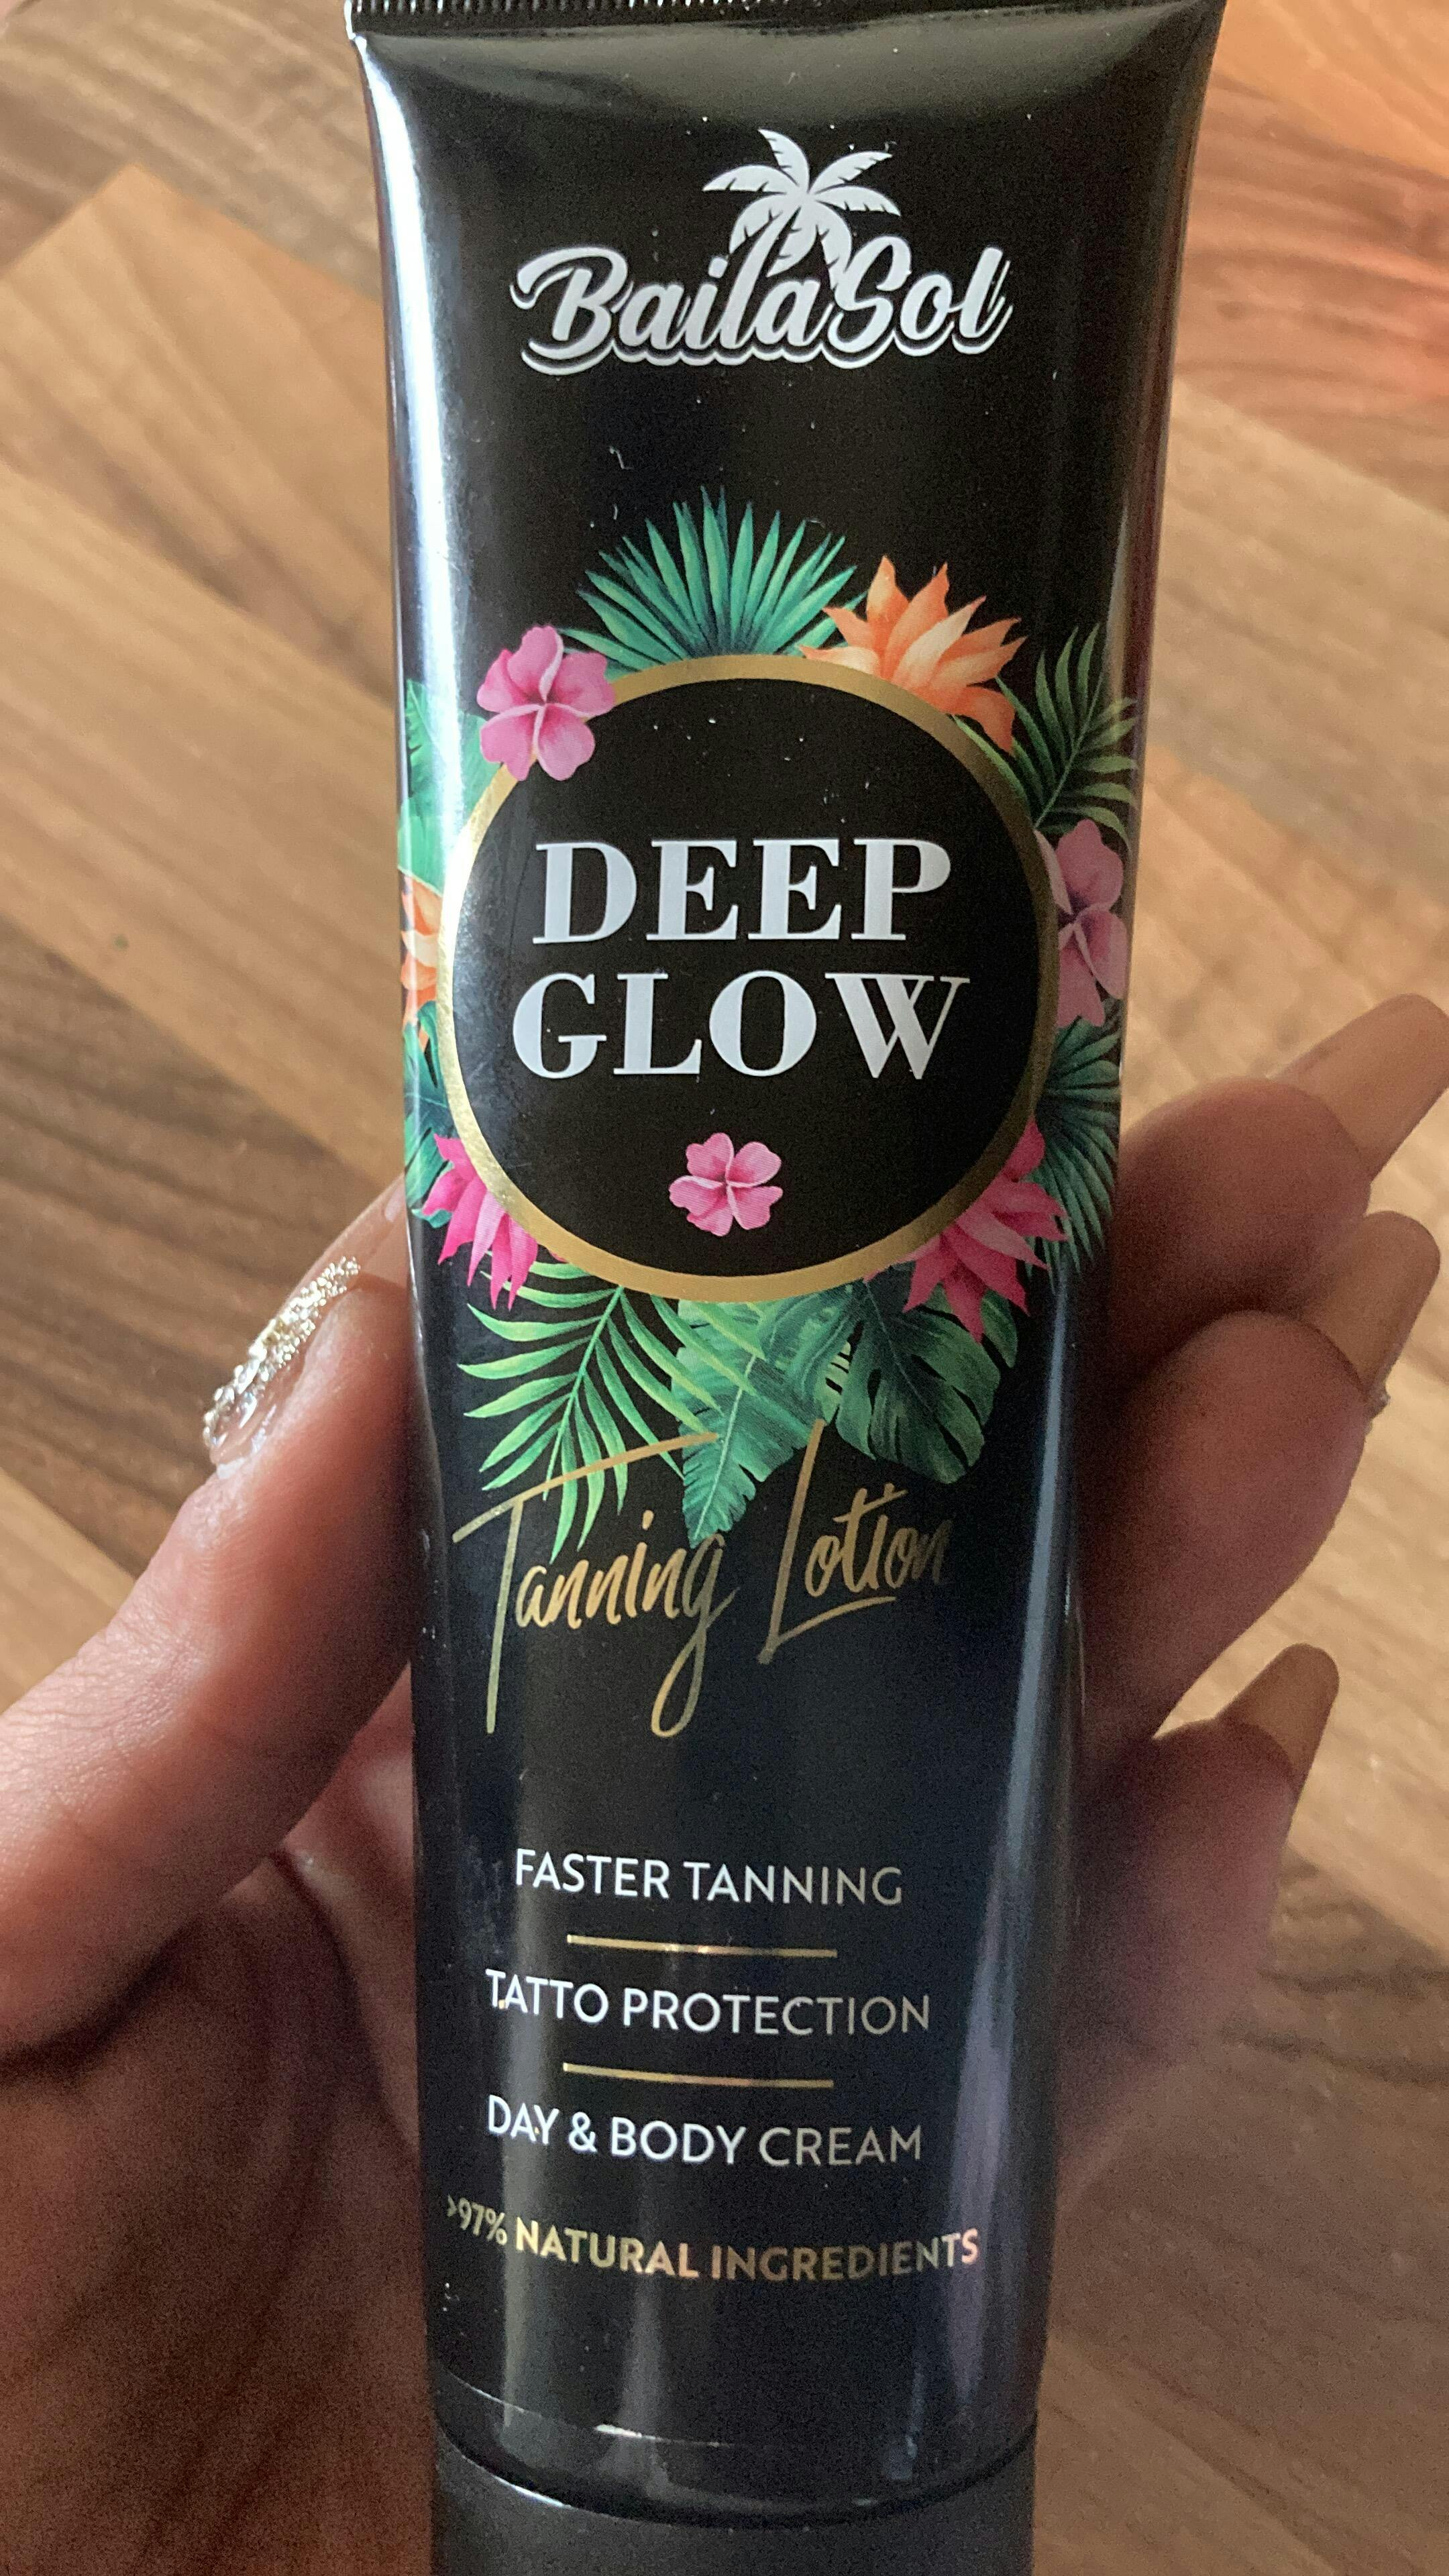 BailaSol
DEEP
GLOW
Tanning Lotion
FASTER TANNING
TATTO PROTECTION
DAY & BODY CREAM
>97% NATURAL INGREDIENTS